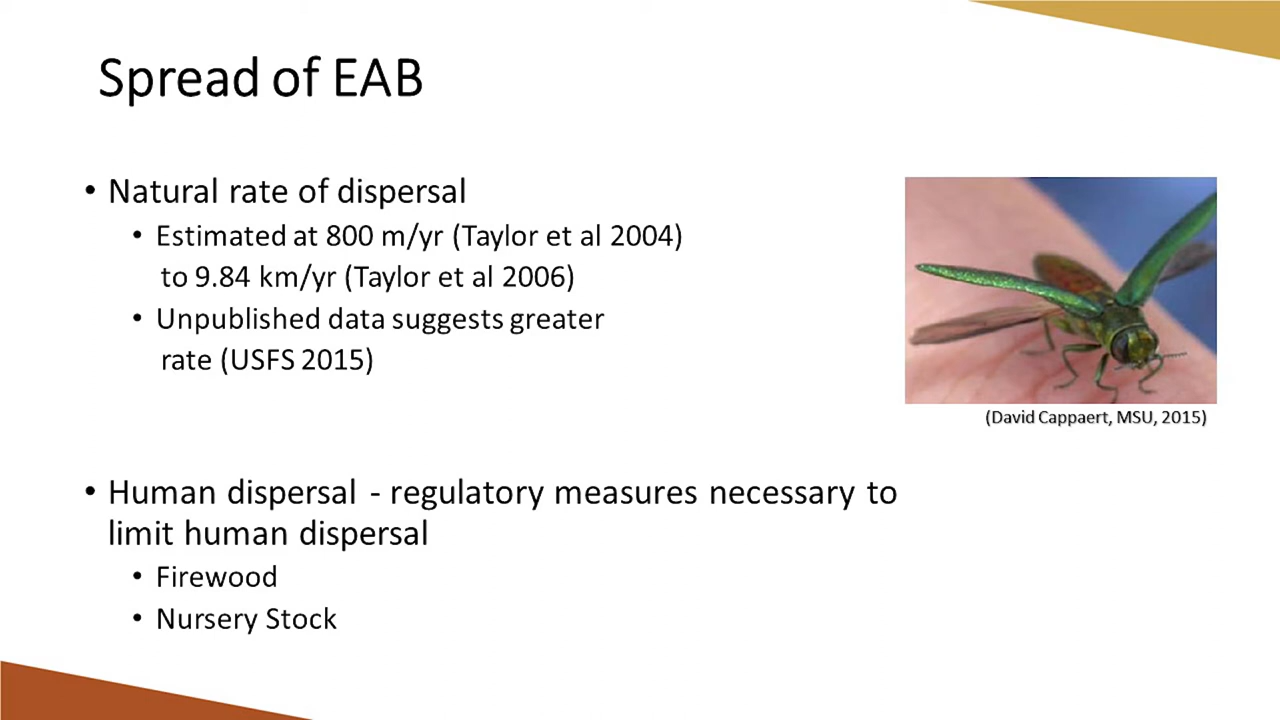 Spread of EAB
• Natural rate of dispersal
• Estimated at 800 m/yr (Taylor et al 2004)
to 9.84 km/yr (Taylor et al 2006)
• Unpublished data suggests greater
rate (USFS 2015)
(David Cappaert, MSU, 2015)
• Human dispersal - regulatory measures necessary to
limit human dispersal
• Firewood
• Nursery Stock